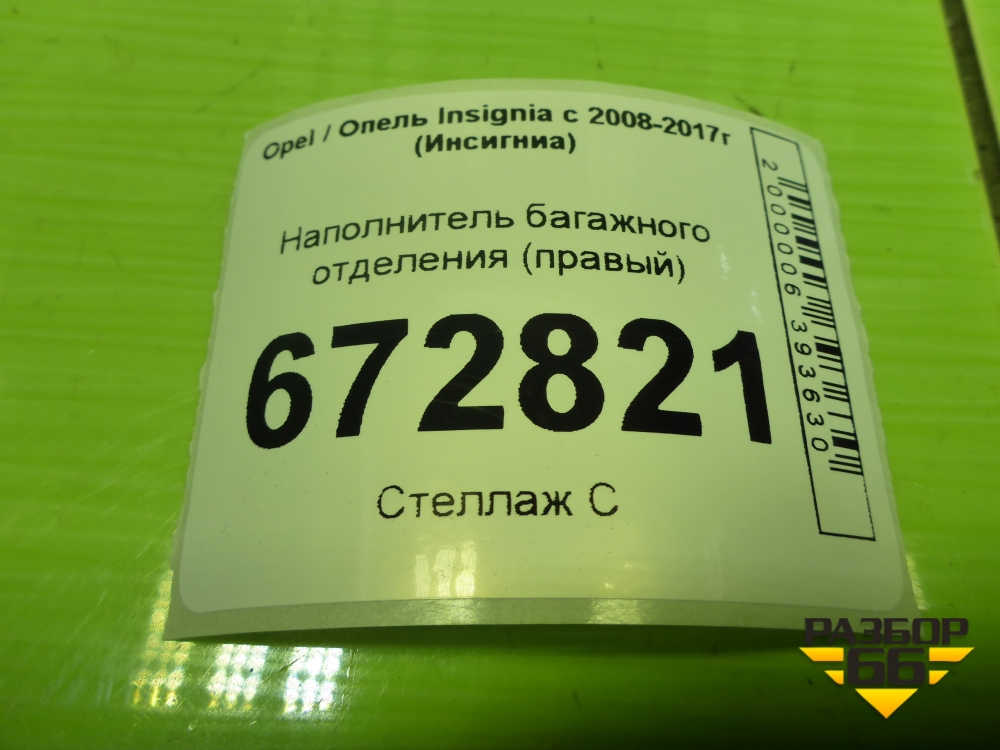 Opel / Опель Insignia с 2008-2017г
(Инсигниа)
Наполнитель багажного
отделения (правый)
672821
Стеллаж С
2000006393630
РАЗБОР
66